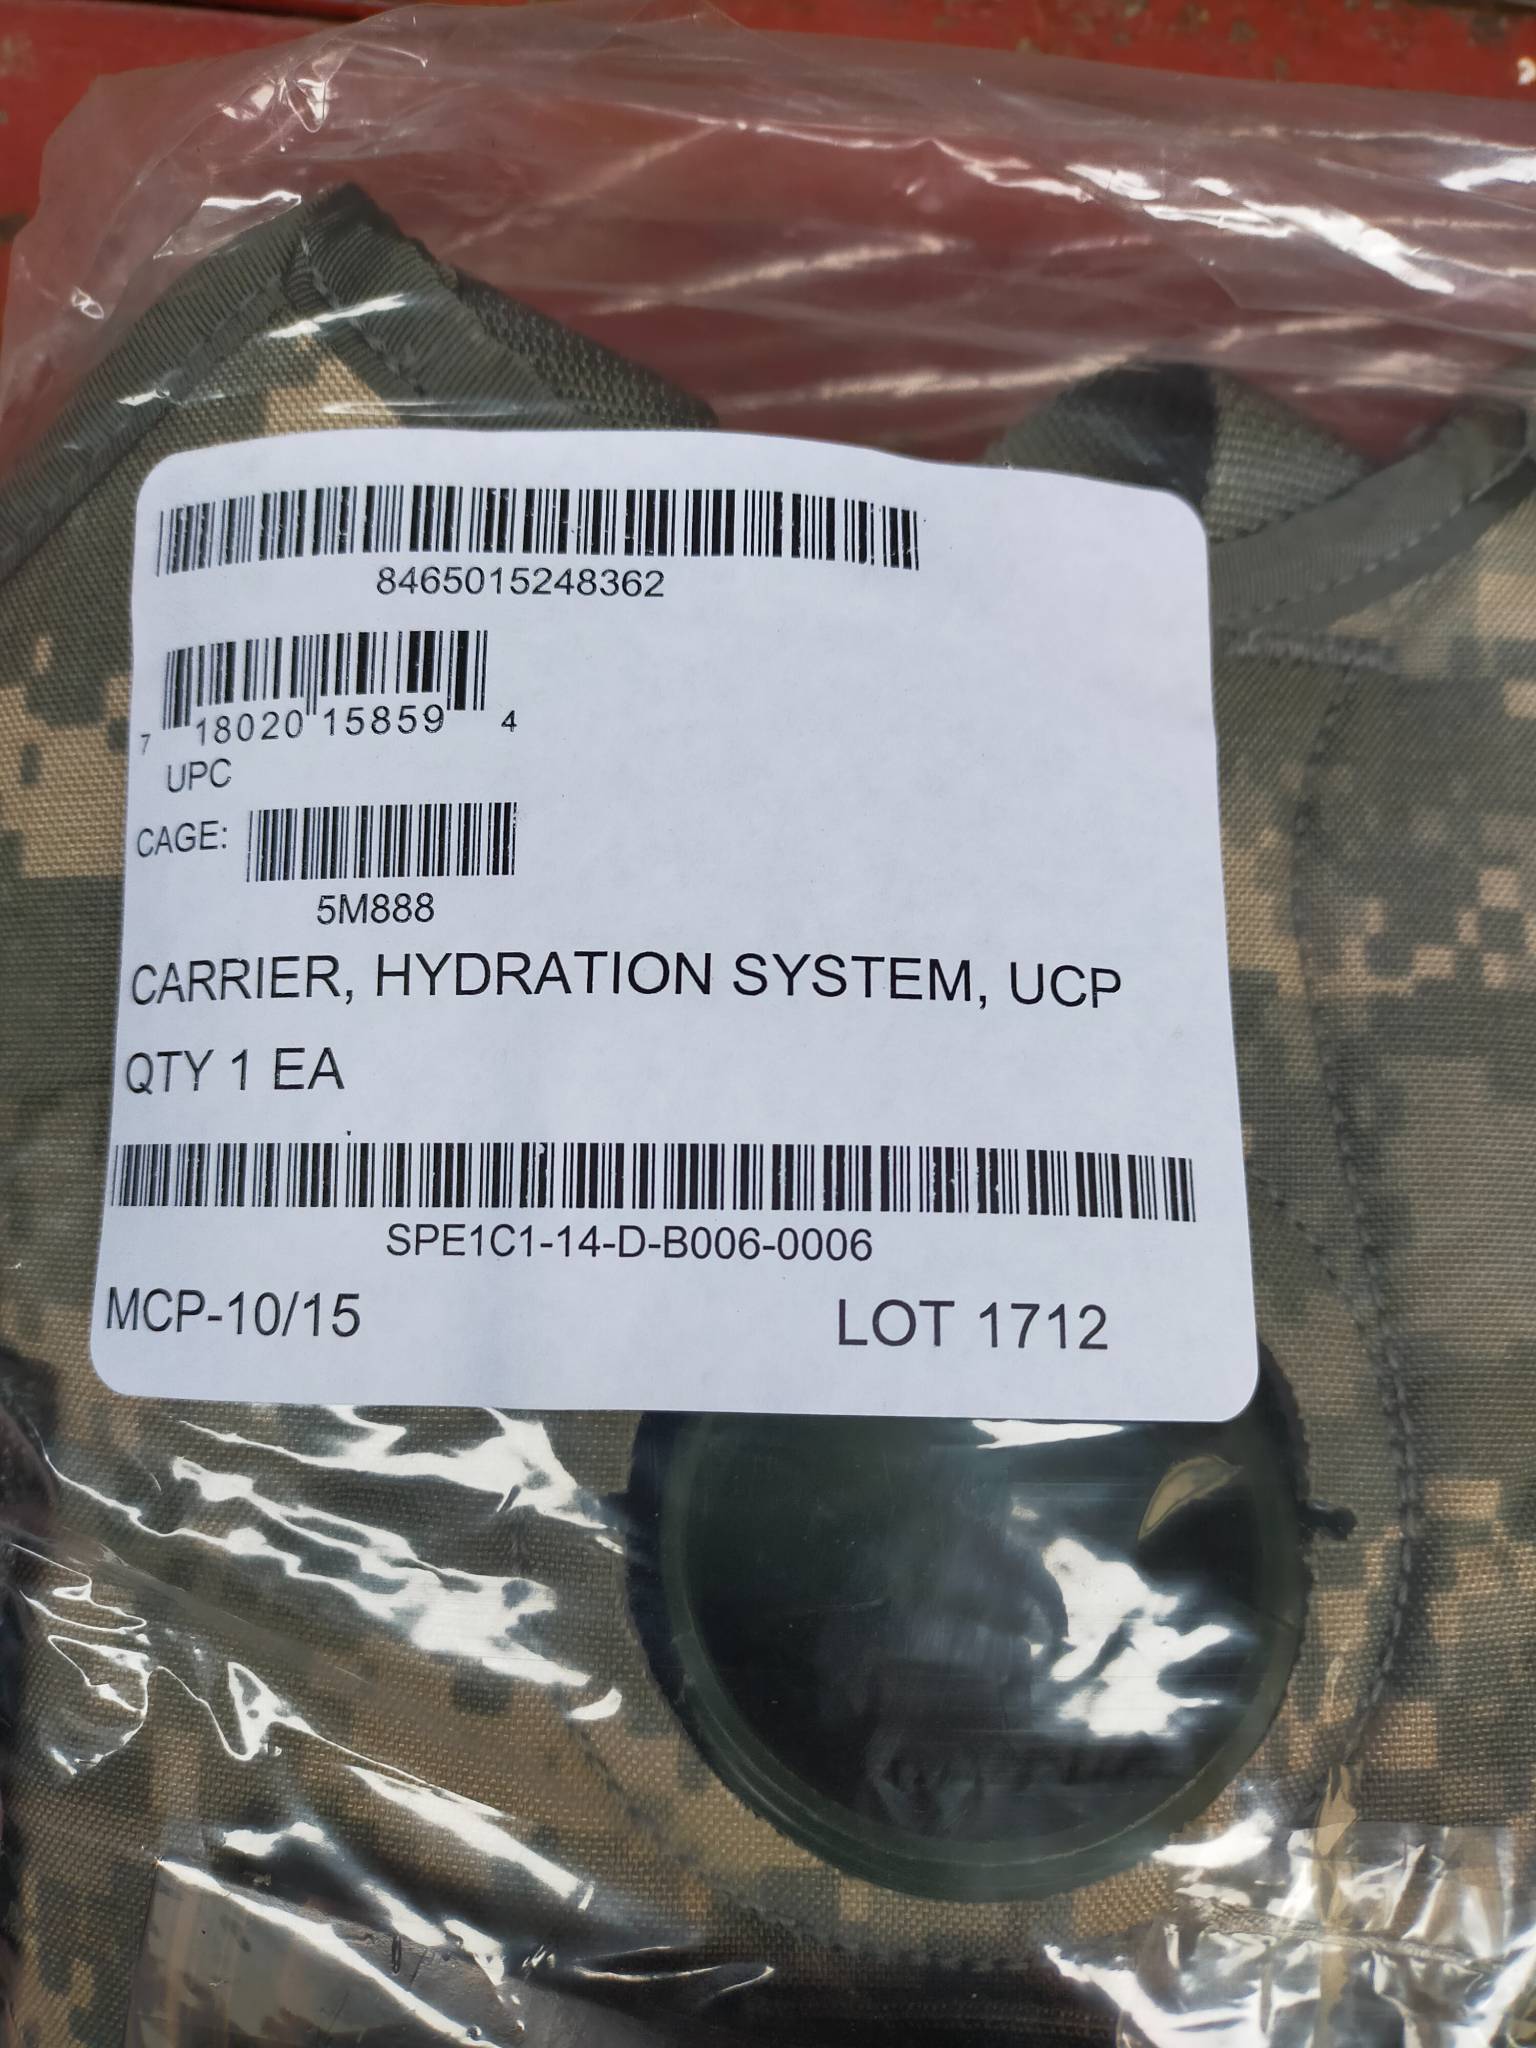 8465015248362
7 18020 15859 4
UPC
CAGE:
5M888
CARRIER, HYDRATION SYSTEM, UCP
QTY 1 EA
SPE1C1-14-D-B006-0006
MCP-10/15 LOT 1712